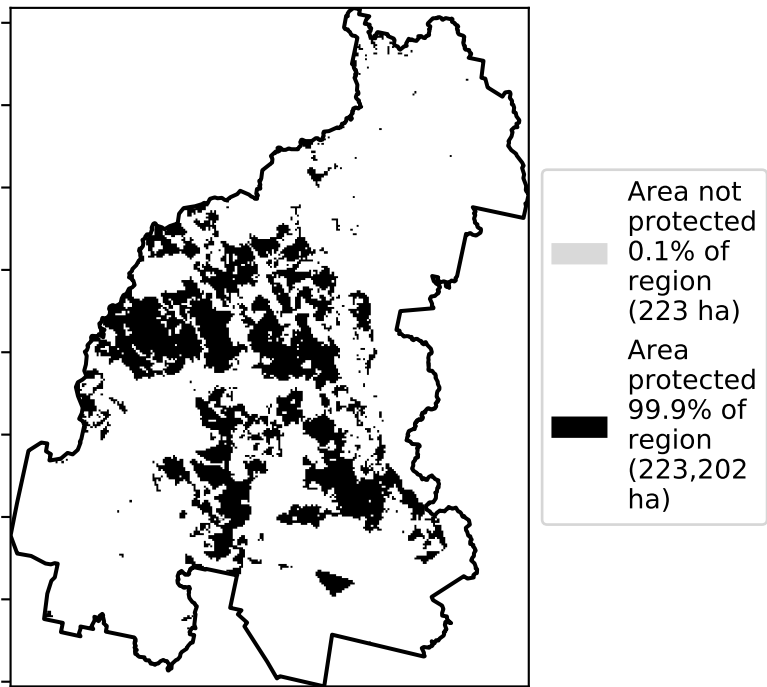 Area not
protected
0.1% of
region
(223 ha)
Area
protected
99.9% of
region
(223,202
ha)